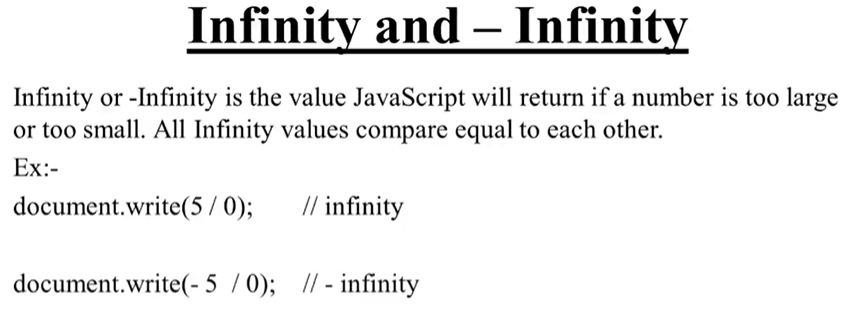 Infinity and – Infinity
Infinity or -Infinity is the value JavaScript will return if a number is too large
or too small. All Infinity values compare equal to each other.
Ex:-
document.write(5 / 0); // infinity
document.write(- 5 / 0); // - infinity